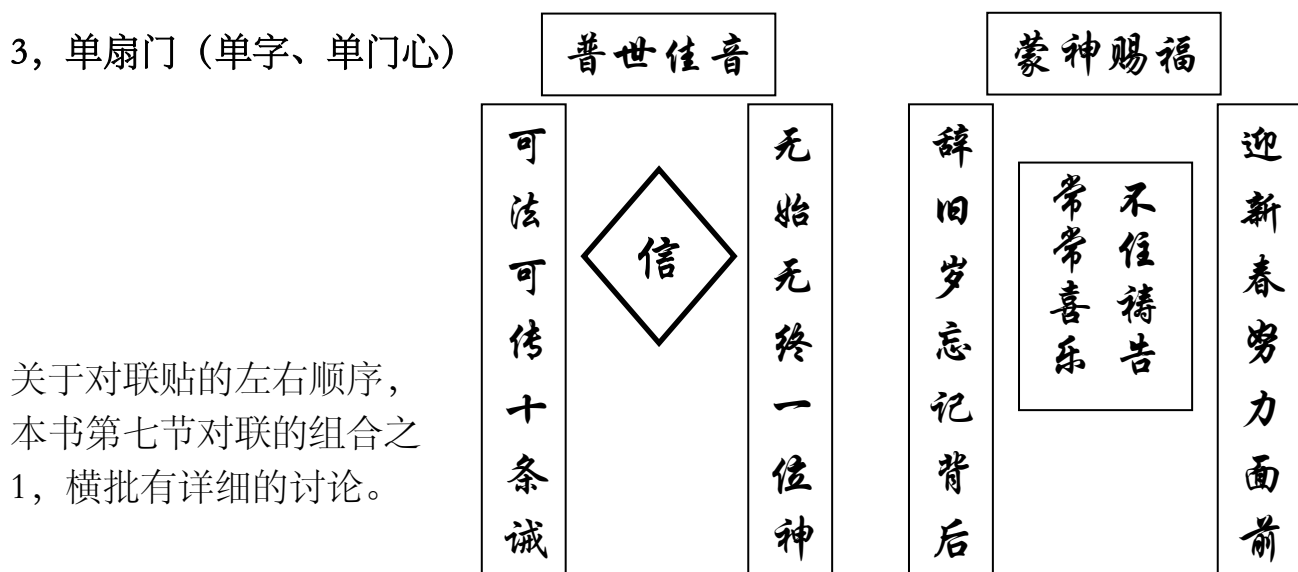 3，单扇门（单字、单门心）
普世佳音
蒙神赐福
可法可传十条诫
信
无始无终一位神
辞旧岁忘记背后
常常喜乐
不住祷告
迎新春努力面前
关于对联贴的左右顺序，
本书第七节对联的组合之
1，横批有详细的讨论。